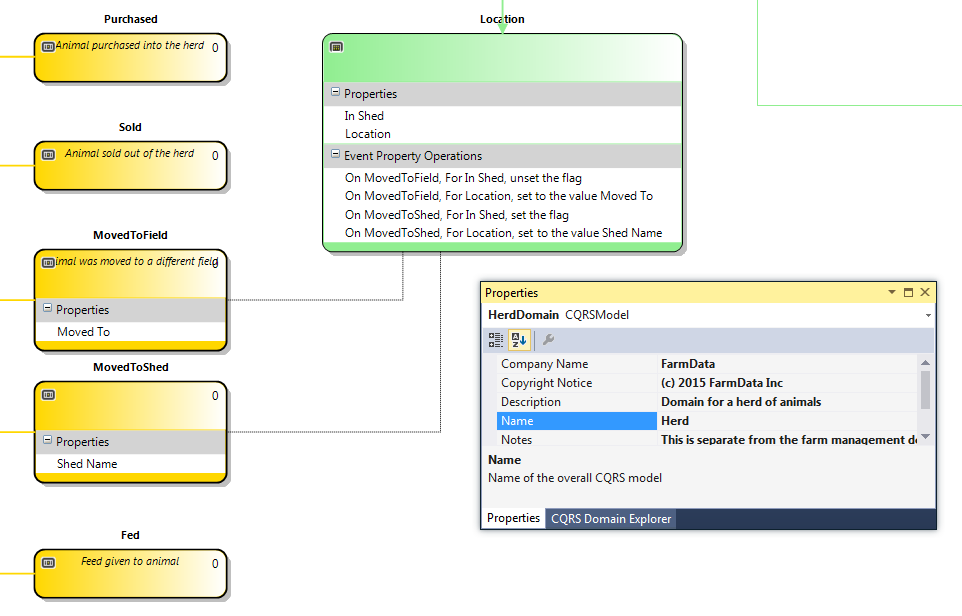 Purchased
Animal purchased into the herd 0
Sold
Animal sold out of the herd 0
MovedToField
imal was moved to a different field 0
Properties
Moved To
MovedToShed
0
Properties
Shed Name
Fed
Feed given to animal 0
Location
Properties
In Shed
Location
Event Property Operations
On MovedToField, For In Shed, unset the flag
On MovedToField, For Location, set to the value Moved To
On MovedToShed, For In Shed, set the flag
On MovedToShed, For Location, set to the value Shed Name
Properties
HerdDomain CQRSModel
Company Name FarmData
Copyright Notice (c) 2015 FarmData Inc
Description Domain for a herd of animals
Name Herd
Notes This is separate from the farm management
Name
Name of the overall CQRS model
Properties CQRS Domain Explorer